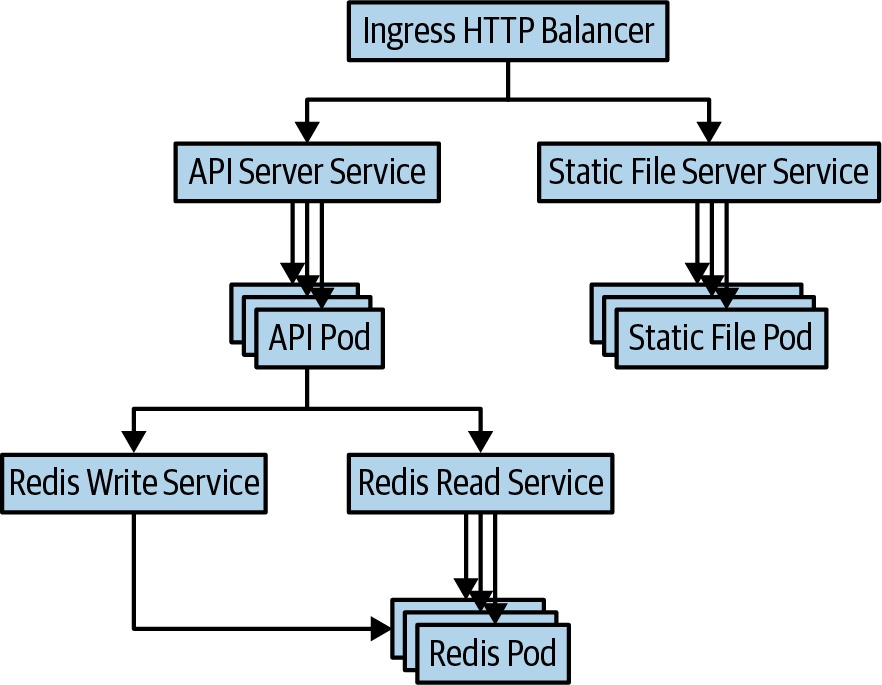 Ingress HTTP Balancer
API Server Service
Static File Server Service
API Pod
Static File Pod
Redis Write Service
Redis Read Service
Redis Pod